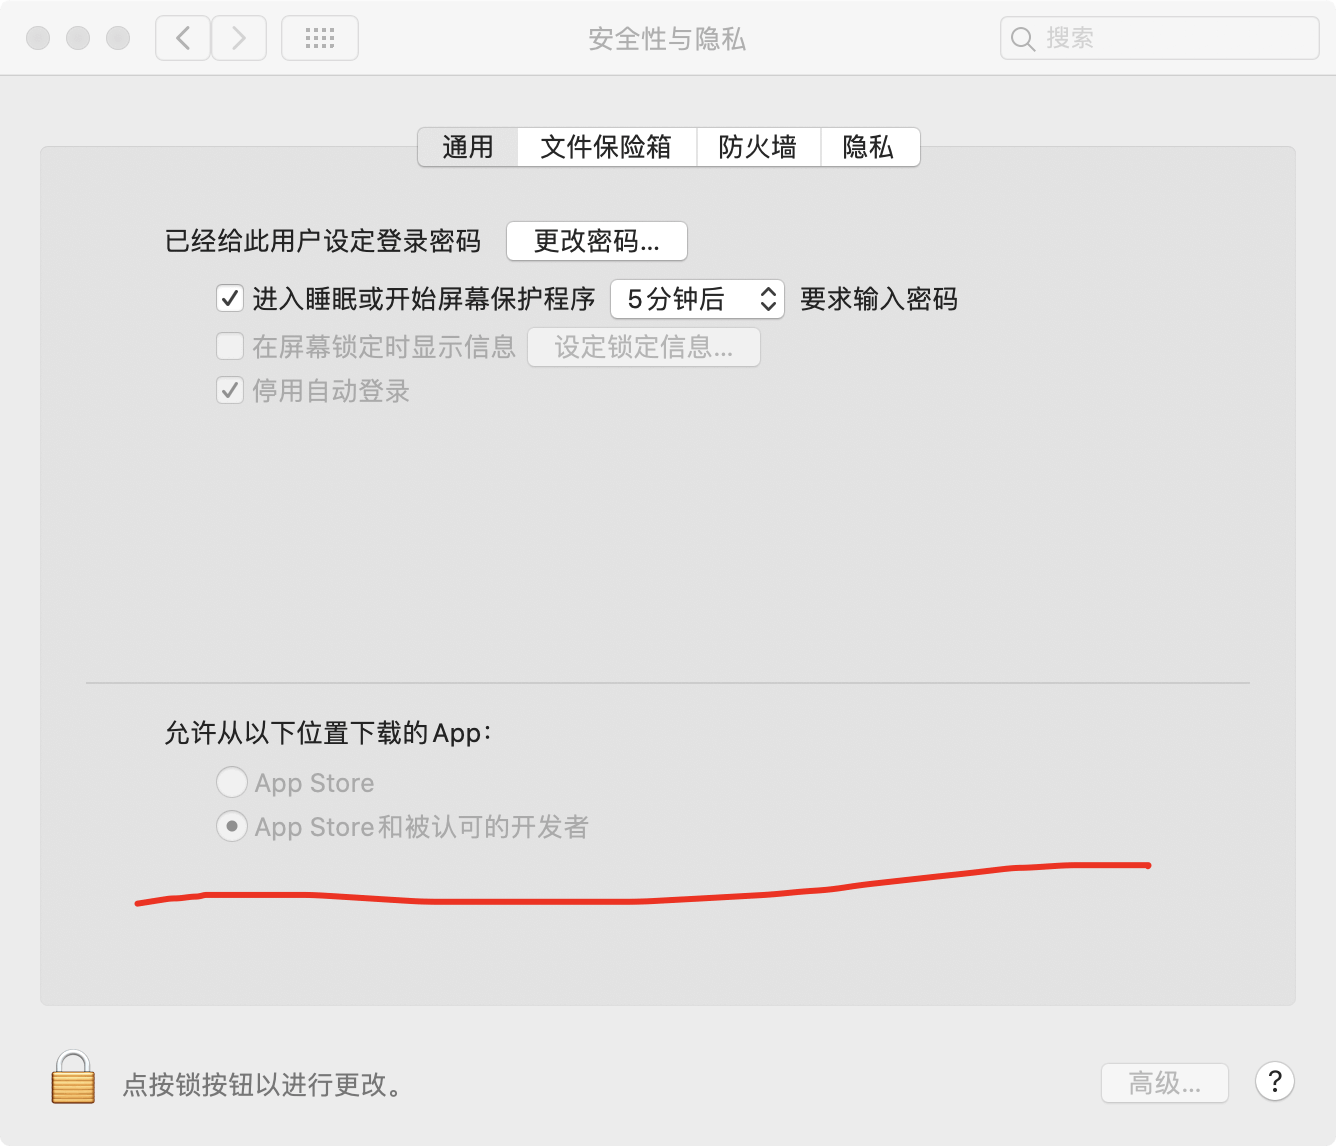 安全性与隐私
搜索
通用 文件保险箱 防火墙 隐私
已经给此用户设定登录密码 更改密码...
进入睡眠或开始屏幕保护程序 5分钟后 要求输入密码
在屏幕锁定时显示信息 设定锁定信息...
停用自动登录
允许从以下位置下载的App：
App Store
App Store和被认可的开发者
点按锁按钮以进行更改。
高级... ?